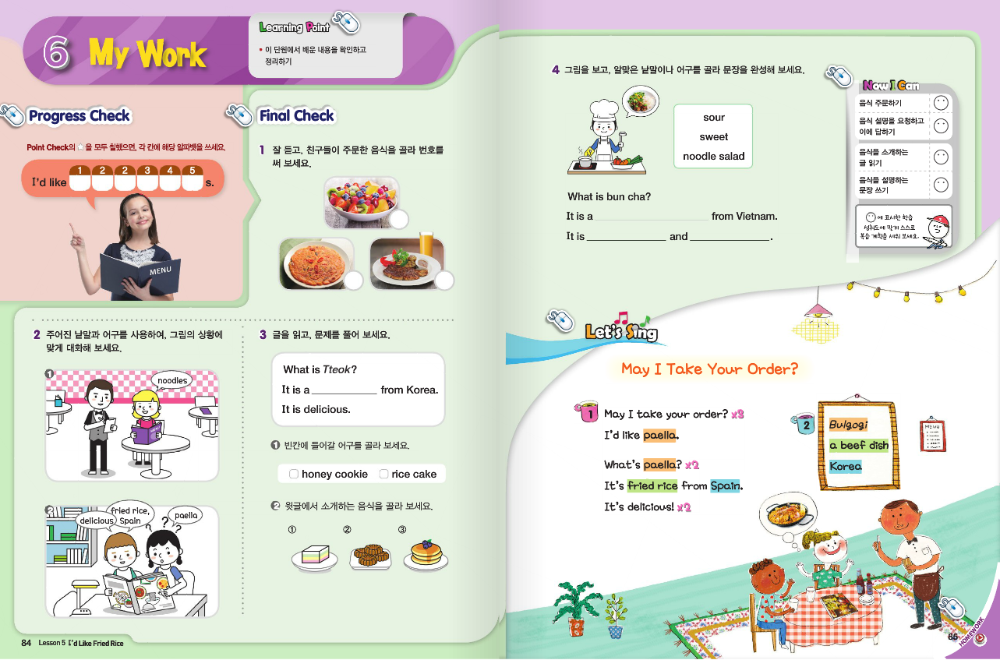 6 My Work
Learning Point
• 이 단원에서 배운 내용을 확인하고
정리하기
Progress Check
Point Check의 ☆을 모두 칠했으면, 각 칸에 해당 알파벳을 쓰세요.
1 2 2 3 4 5
I'd like s.
MENU
Final Check
1 잘 듣고, 친구들이 주문한 음식을 골라 번호를
써 보세요.
2 주어진 낱말과 어구를 사용하여, 그림의 상황에
맞게 대화해 보세요.
1
noodles
2
delicious
fried rice,
Spain
paella
? ?
3 글을 읽고, 문제를 풀어 보세요.
What is Tteok?
It is a ____________ from Korea.
It is delicious.
1 빈칸에 들어갈 어구를 골라 보세요.
□ honey cookie □ rice cake
2 윗글에서 소개하는 음식을 골라 보세요.
① ② ③
84 Lesson 5 I'd Like Fried Rice
4 그림을 보고, 알맞은 낱말이나 어구를 골라 문장을 완성해 보세요.
sour
sweet
noodle salad
What is bun cha?
It is a ____________ from Vietnam.
It is ____________ and ____________.
Now I Can
음식 주문하기
음식 설명을 요청하고
이에 답하기
음식을 소개하는
글 읽기
음식을 설명하는
문장 쓰기
에 표시한 학습
성취도에 맞게 스스로
복습 계획을 세워 보세요.
Let's Sing
May I Take Your Order?
1 May I take your order? x3
I'd like paella.
What's paella? x2
It's fried rice from Spain.
It's delicious! x2
2
Bulgogi
a beef dish
Korea
MENU
85
HOMEWORK